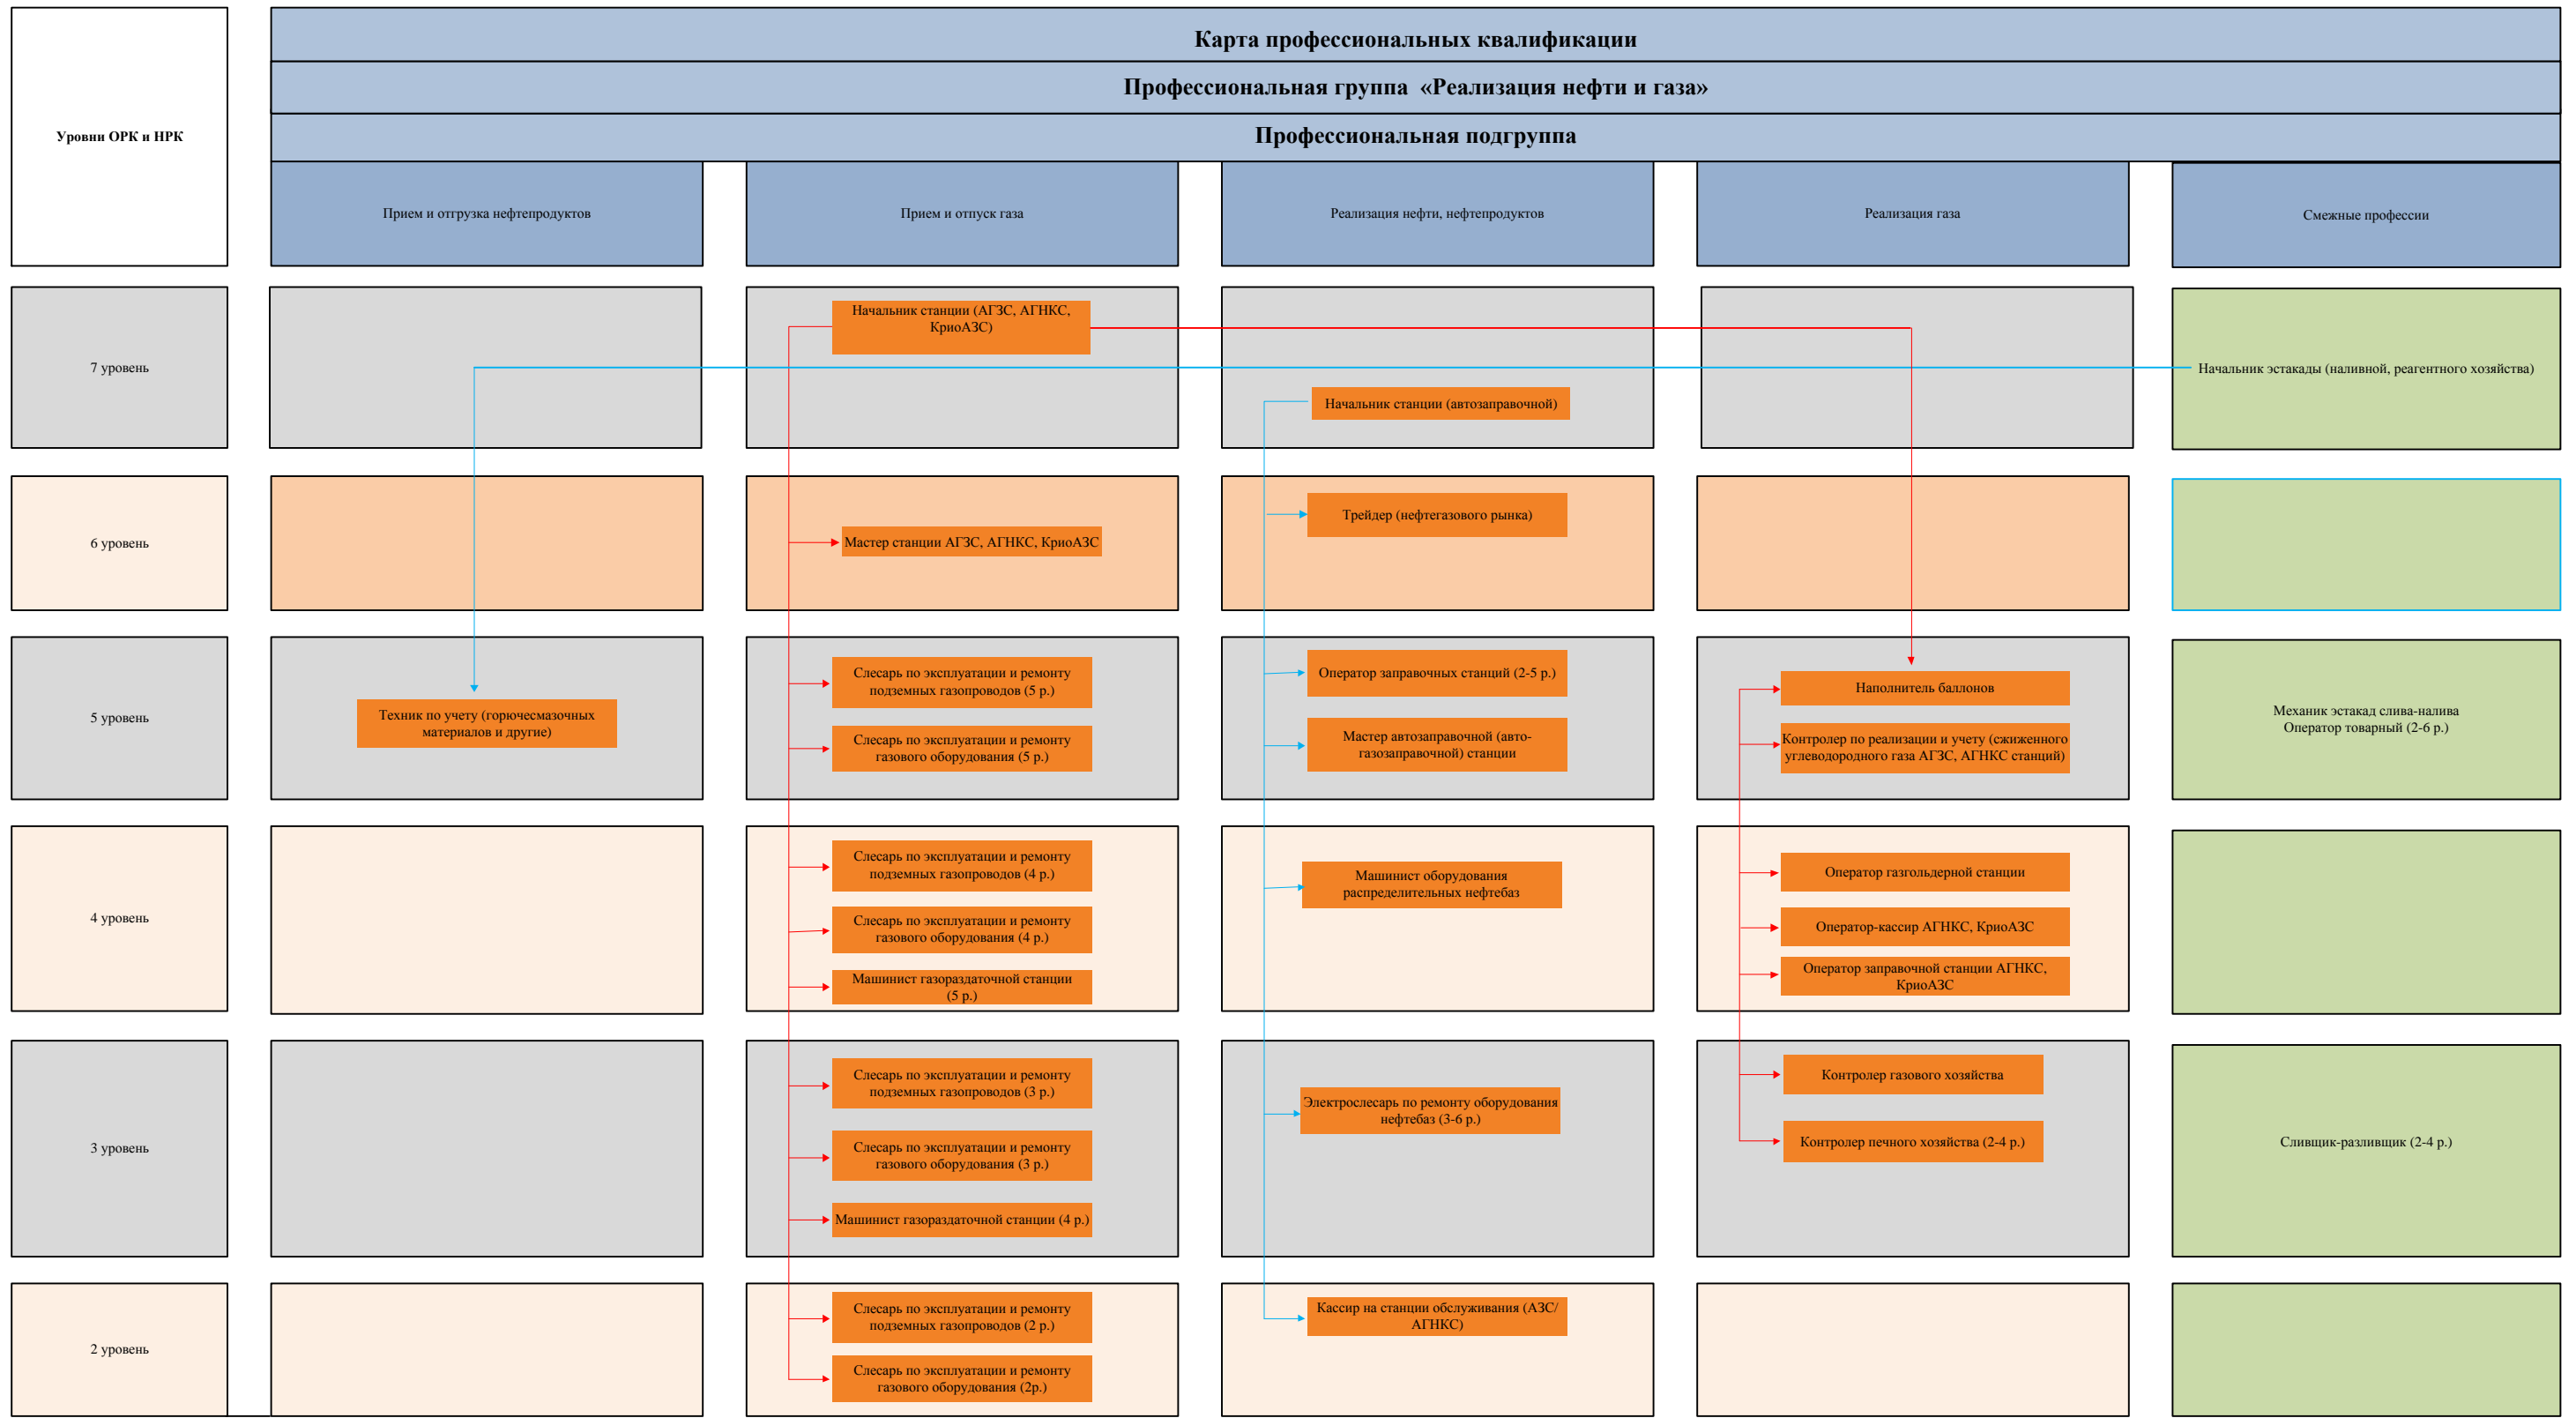 Карта профессиональных квалификации
Профессиональная группа «Реализация нефти и газа»
Уровни ОРК и НРК
Профессиональная подгруппа
Прием и отгрузка нефтепродуктов
Прием и отпуск газа
Реализация нефти, нефтепродуктов
Реализация газа
Смежные профессии
7 уровень
Начальник станции (АГЗС, АГНКС,
КриоАЗС)
Начальник станции (автозаправочной)
Начальник эстакады (наливной, реагентного хозяйства)
6 уровень
Мастер станции АГЗС, АГНКС, КриоАЗС
Трейдер (нефтегазового рынка)
5 уровень
Техник по учету (горючесмазочных
материалов и другие)
Слесарь по эксплуатации и ремонту
подземных газопроводов (5 р.)
Слесарь по эксплуатации и ремонту
газового оборудования (5 р.)
Оператор заправочных станций (2-5 р.)
Мастер автозаправочной (авто-
газозаправочной) станции
Наполнитель баллонов
Контролер по реализации и учету (сжиженного
углеводородного газа АГЗС, АГНКС станций)
Механик эстакад слива-налива
Оператор товарный (2-6 р.)
4 уровень
Слесарь по эксплуатации и ремонту
подземных газопроводов (4 р.)
Слесарь по эксплуатации и ремонту
газового оборудования (4 р.)
Машинист газораздаточной станции
(5 р.)
Машинист оборудования
распределительных нефтебаз
Оператор газгольдерной станции
Оператор-кассир АГНКС, КриоАЗС
Оператор заправочной станции АГНКС,
КриоАЗС
3 уровень
Слесарь по эксплуатации и ремонту
подземных газопроводов (3 р.)
Слесарь по эксплуатации и ремонту
газового оборудования (3 р.)
Машинист газораздаточной станции (4 р.)
Электрослесарь по ремонту оборудования
нефтебаз (3-6 р.)
Контролер газового хозяйства
Контролер печного хозяйства (2-4 р.)
Сливщик-разливщик (2-4 р.)
2 уровень
Слесарь по эксплуатации и ремонту
подземных газопроводов (2 р.)
Слесарь по эксплуатации и ремонту
газового оборудования (2р.)
Кассир на станции обслуживания (АЗС/
АГНКС)